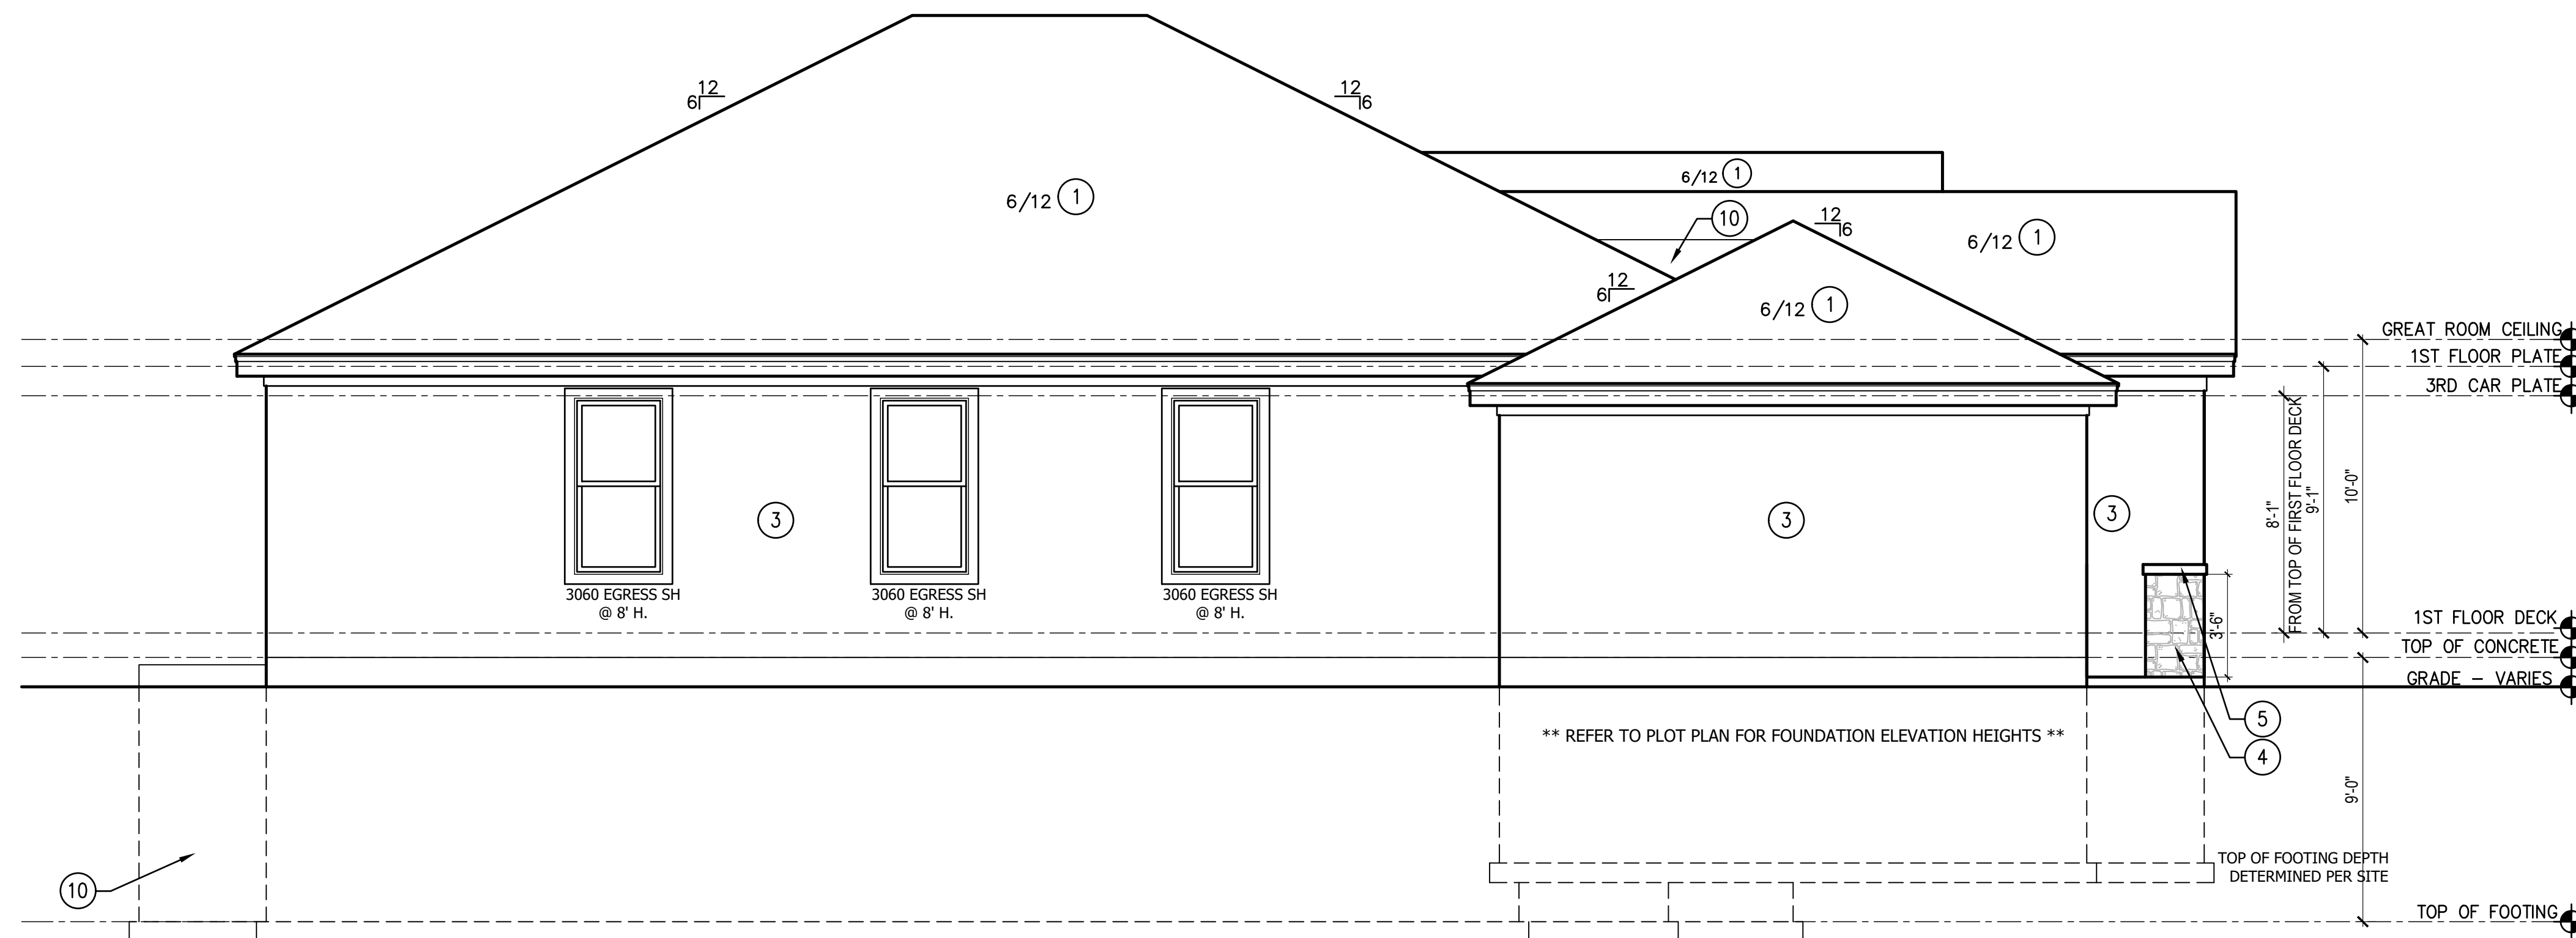 12
6
12
6
6/12 1
6/12 1
10
12
6
6/12 1
12
6
6/12 1
GREAT ROOM CEILING
1ST FLOOR PLATE
3RD CAR PLATE
8'-1"
FROM TOP OF FIRST FLOOR DECK
9'-1"
10'-0"
3
3
3
3060 EGRESS SH
@ 8' H.
3060 EGRESS SH
@ 8' H.
3060 EGRESS SH
@ 8' H.
3'-6"
1ST FLOOR DECK
TOP OF CONCRETE
GRADE - VARIES
5
4
** REFER TO PLOT PLAN FOR FOUNDATION ELEVATION HEIGHTS **
9'-0"
TOP OF FOOTING DEPTH
DETERMINED PER SITE
10
TOP OF FOOTING